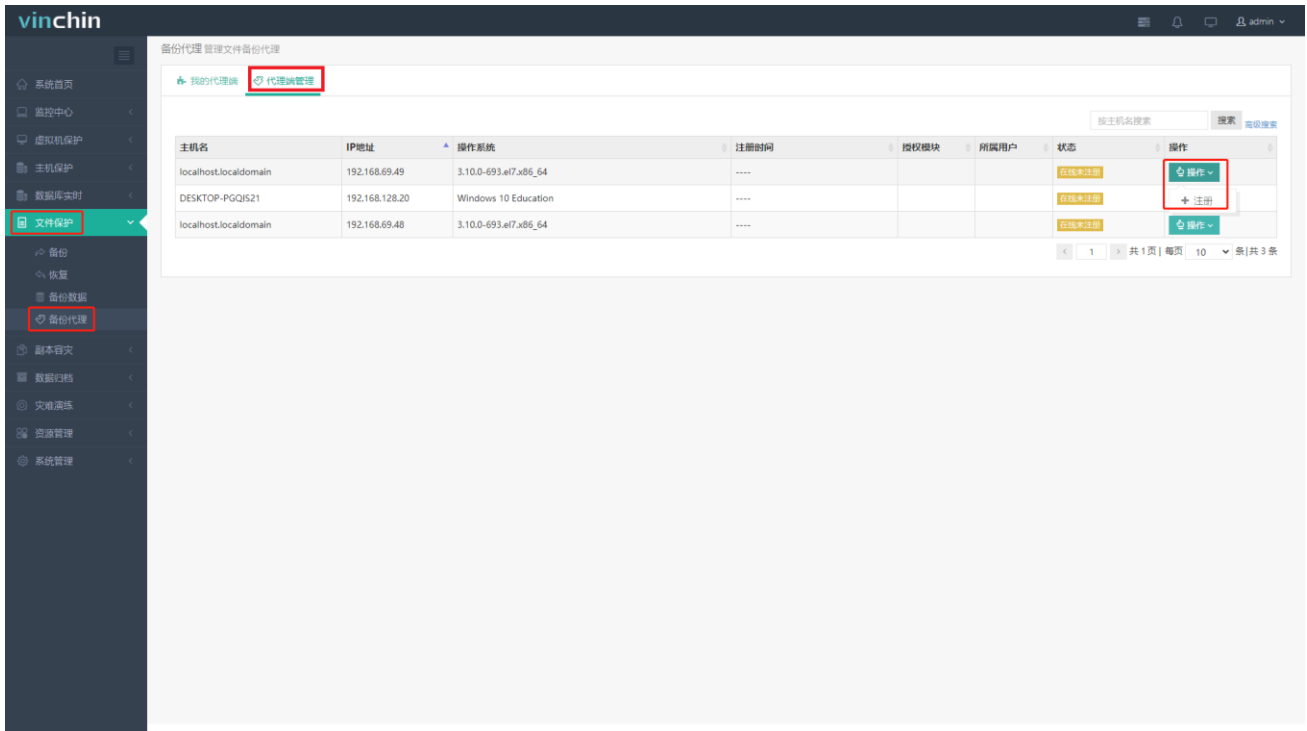 vinchin
admin
备份代理 管理文件备份代理
系统首页
监控中心
虚拟机保护
主机保护
数据库实时
文件保护
备份
恢复
备份数据
备份代理
副本容灾
数据归档
灾难演练
资源管理
系统管理
我的代理端 代理端管理
按主机名搜索 搜索 高级搜索
主机名 IP地址 操作系统 注册时间 授权模块 所属用户 状态 操作
localhost.localdomain 192.168.69.49 3.10.0-693.el7.x86_64 ---- 在线未注册 操作
DESKTOP-PGQIS21 192.168.128.20 Windows 10 Education ---- 在线未注册 + 注册
localhost.localdomain 192.168.69.48 3.10.0-693.el7.x86_64 ---- 在线未注册 操作
< 1 > 共1页 | 每页 10 条|共3条